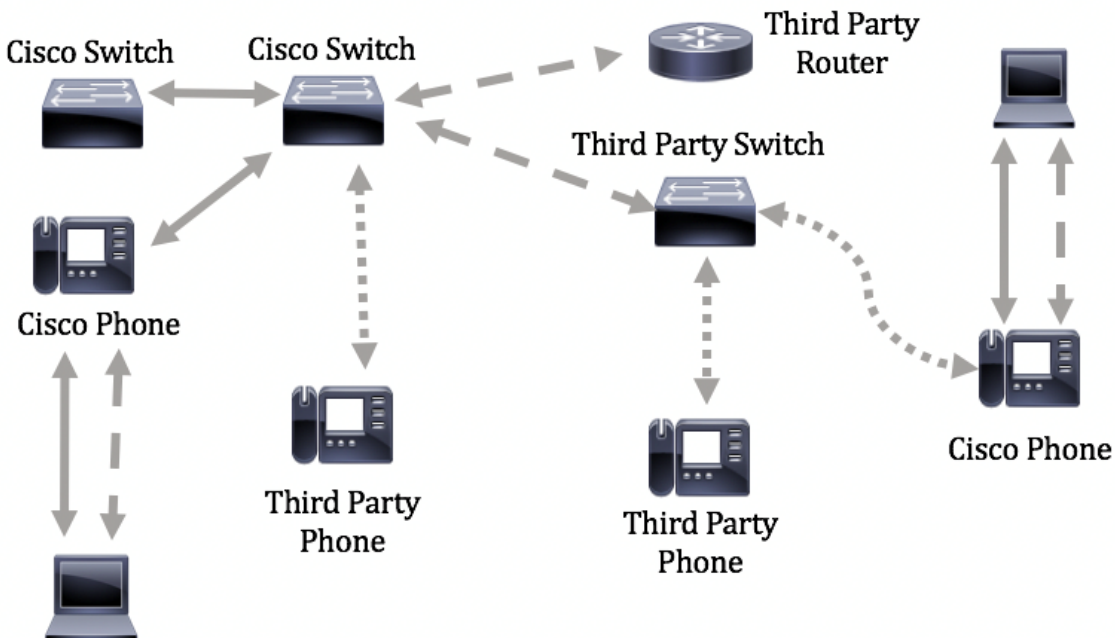 Cisco Switch
Cisco Switch
Third Party
Router
Third Party Switch
Cisco Phone
Third Party
Phone
Third Party
Phone
Cisco Phone